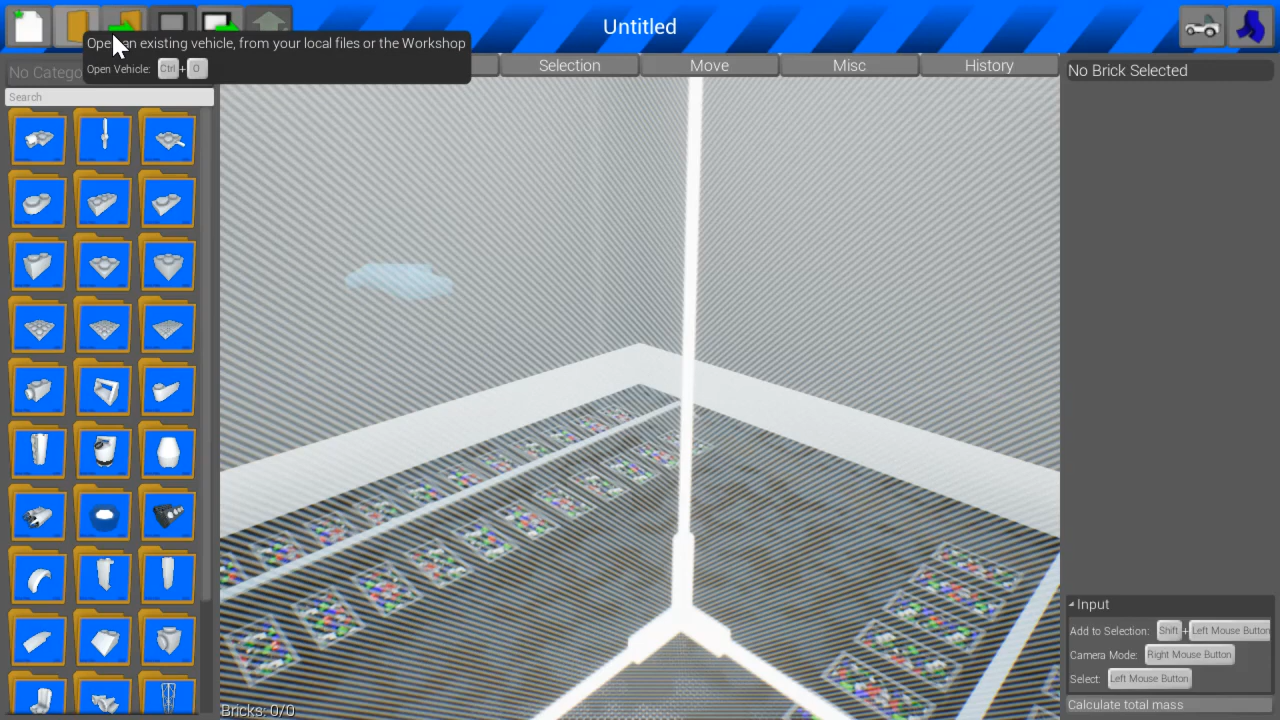 Untitled
Open an existing vehicle, from your local files or the Workshop
Open Vehicle: Ctrl + O
No Catego
Selection
Move
Misc
History
No Brick Selected
Search
Input
Add to Selection: Shift + Left Mouse Button
Camera Mode: Right Mouse Button
Select: Left Mouse Button
Calculate total mass
Bricks: 0/0